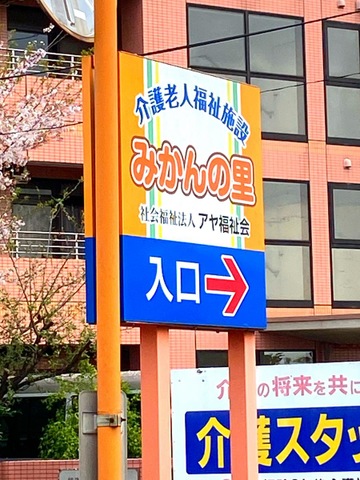 介護老人福祉施設
みかんの里
社会福祉法人 アヤ福祉会
入口→
の将来を共に
介護スタッ